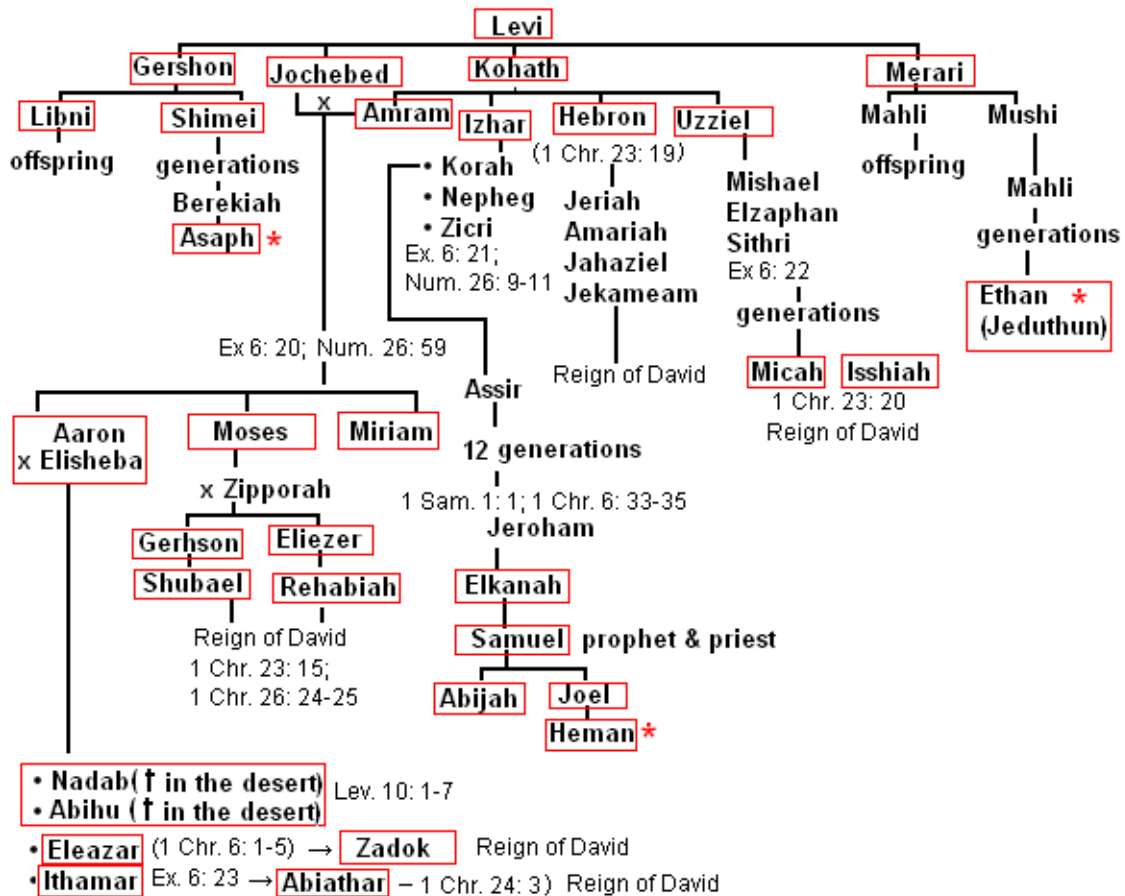 Levi
Gershon Jochebed Kohath Merari
Libni Shimei x Amram Izhar Hebron Uzziel Mahli Mushi
offspring generations • Korah (1 Chr. 23: 19) Mishael offspring Mahli
Berekiah • Nepheg Jeriah Elzaphan generations
Asaph * • Zicri Amariah Sithri
Ex. 6: 21; Jahaziel Ex 6: 22
Num. 26: 9-11 Jekameam generations Ethan *
(Jeduthun)
Ex 6: 20; Num. 26: 59 Reign of David Micah Isshiah
Assir 1 Chr. 23: 20
Reign of David
Aaron Moses Miriam
x Elisheba
12 generations
x Zipporah 1 Sam. 1: 1; 1 Chr. 6: 33-35
Jeroham
Gerhson Eliezer
Shubael Rehabiah Elkanah
Reign of David Samuel prophet & priest
1 Chr. 23: 15;
1 Chr. 26: 24-25 Abijah Joel
Heman *
• Nadab († in the desert) Lev. 10: 1-7
• Abihu († in the desert)
• Eleazar (1 Chr. 6: 1-5) → Zadok Reign of David
• Ithamar Ex. 6: 23 → Abiathar – 1 Chr. 24: 3) Reign of David